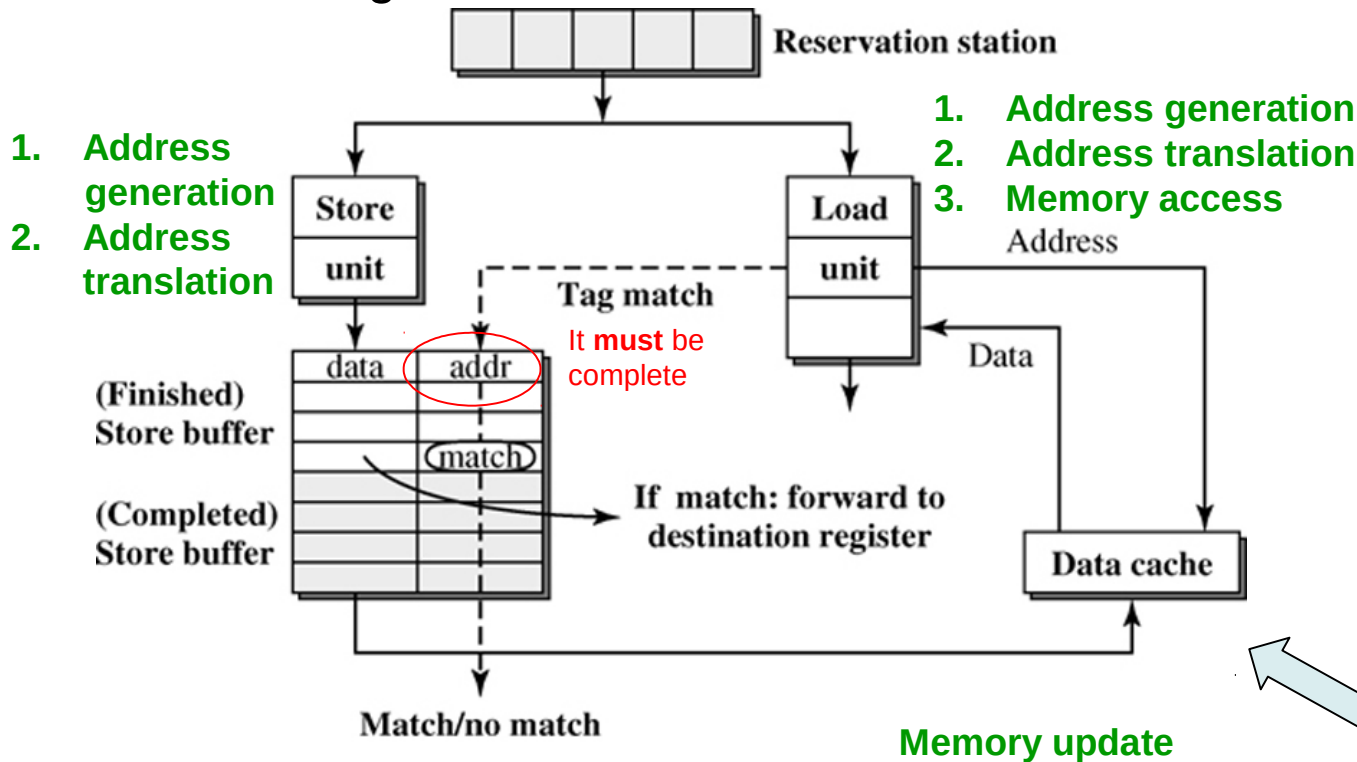 Reservation station
1. Address
generation
2. Address
translation
1. Address generation
2. Address translation
3. Memory access
Store
unit
Load
unit
Address
Tag match
It must be
complete
Data
data addr
(Finished)
Store buffer
match
(Completed)
Store buffer
If match: forward to
destination register
Data cache
Match/no match
Memory update